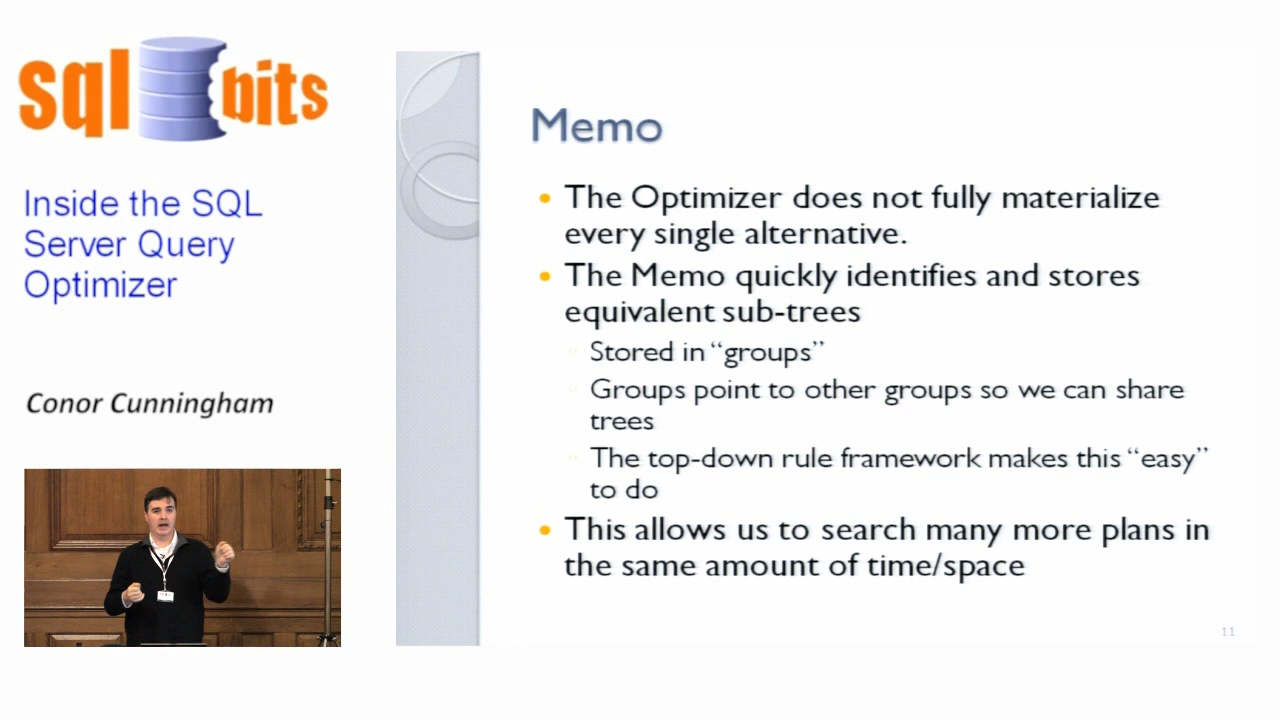 sql bits
Inside the SQL
Server Query
Optimizer
Conor Cunningham
Memo
• The Optimizer does not fully materialize
every single alternative.
• The Memo quickly identifies and stores
equivalent sub-trees
◦ Stored in “groups”
◦ Groups point to other groups so we can share
trees
◦ The top-down rule framework makes this “easy”
to do
• This allows us to search many more plans in
the same amount of time/space
11